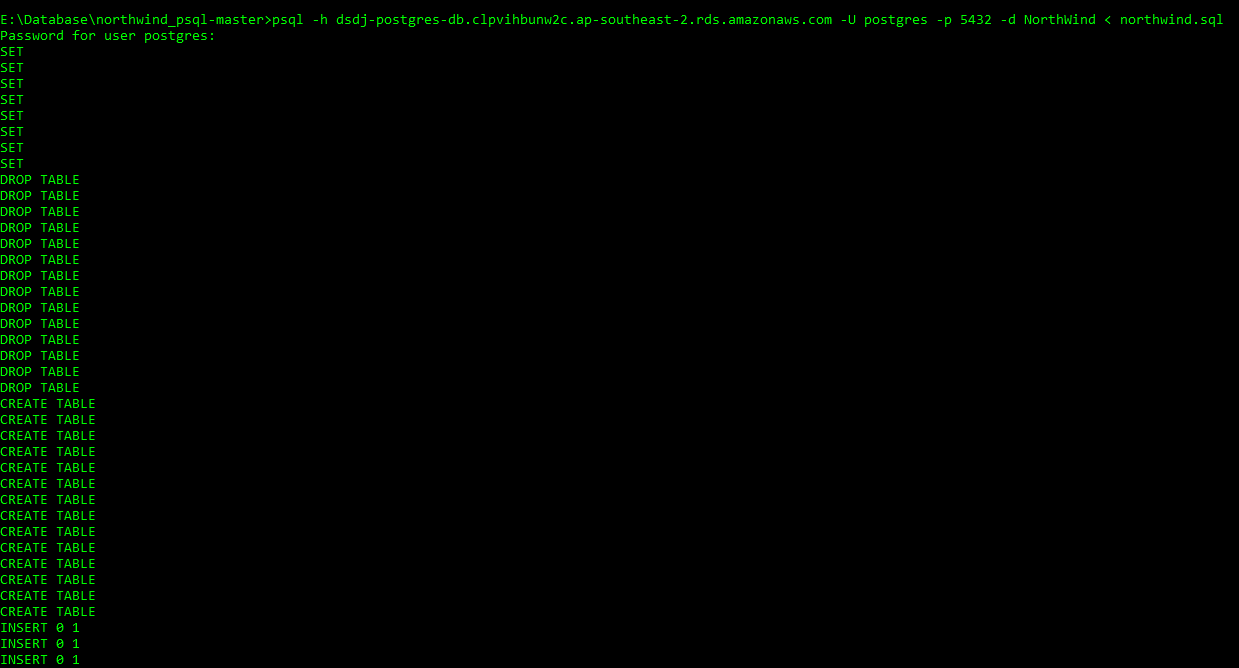 E:\Database\northwind_psql-master>psql -h dsdj-postgres-db.clpvihbunw2c.ap-southeast-2.rds.amazonaws.com -U postgres -p 5432 -d NorthWind < northwind.sql
Password for user postgres:
SET
SET
SET
SET
SET
SET
SET
SET
DROP TABLE
DROP TABLE
DROP TABLE
DROP TABLE
DROP TABLE
DROP TABLE
DROP TABLE
DROP TABLE
DROP TABLE
DROP TABLE
DROP TABLE
DROP TABLE
DROP TABLE
DROP TABLE
CREATE TABLE
CREATE TABLE
CREATE TABLE
CREATE TABLE
CREATE TABLE
CREATE TABLE
CREATE TABLE
CREATE TABLE
CREATE TABLE
CREATE TABLE
CREATE TABLE
CREATE TABLE
CREATE TABLE
CREATE TABLE
INSERT 0 1
INSERT 0 1
INSERT 0 1